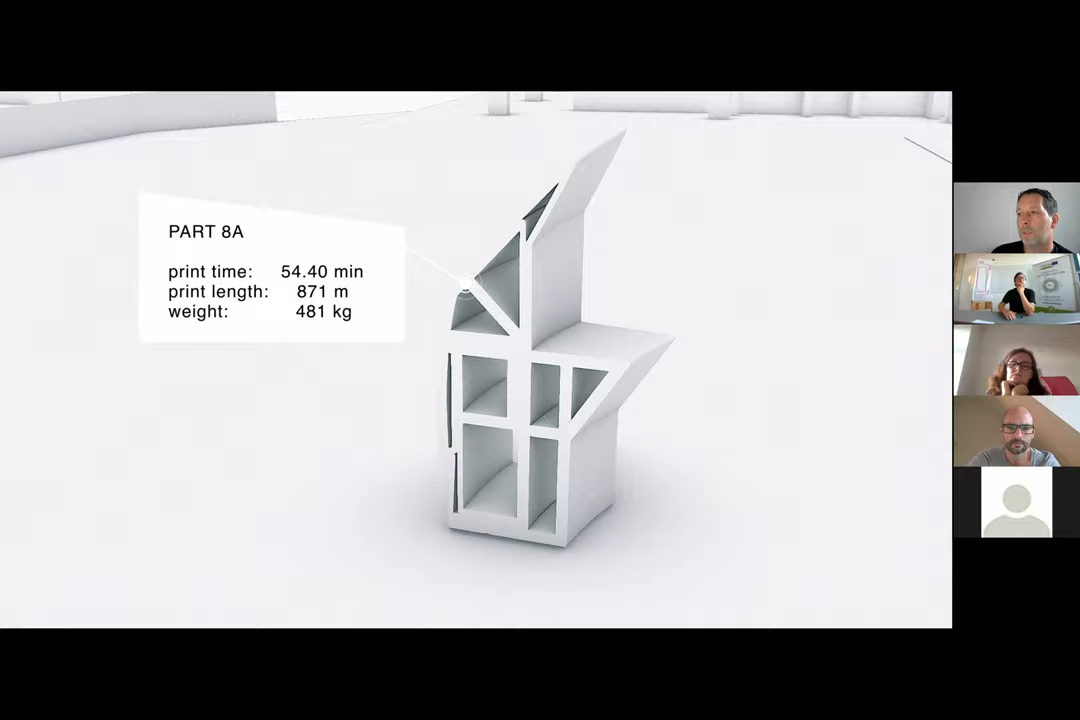 PART 8A
print time: 54.40 min
print length: 871 m
weight: 481 kg